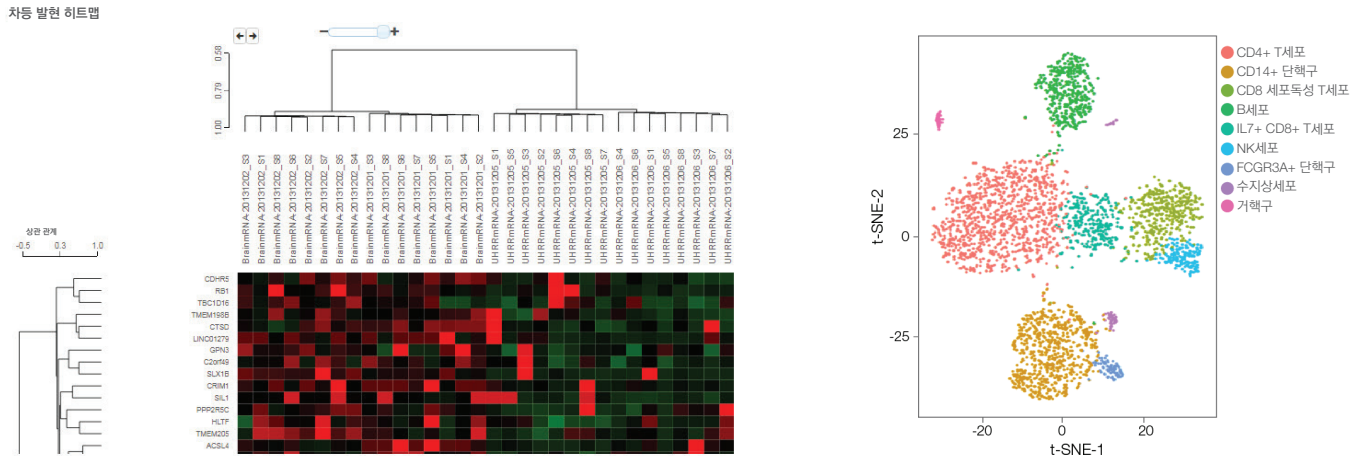 차등 발현 히트맵
0.58
0.79
1.00
BrainmRNA-20131202_S3
BrainmRNA-20131202_S1
BrainmRNA-20131202_S8
BrainmRNA-20131202_S6
BrainmRNA-20131202_S2
BrainmRNA-20131202_S7
BrainmRNA-20131202_S5
BrainmRNA-20131202_S4
BrainmRNA-20131201_S3
BrainmRNA-20131201_S8
BrainmRNA-20131201_S6
BrainmRNA-20131201_S7
BrainmRNA-20131201_S5
BrainmRNA-20131201_S1
BrainmRNA-20131201_S4
BrainmRNA-20131201_S2
UHRRmRNA-20131205_S1
UHRRmRNA-20131205_S5
UHRRmRNA-20131205_S3
UHRRmRNA-20131205_S2
UHRRmRNA-20131205_S6
UHRRmRNA-20131205_S4
UHRRmRNA-20131205_S8
UHRRmRNA-20131205_S7
UHRRmRNA-20131206_S4
UHRRmRNA-20131206_S6
UHRRmRNA-20131206_S1
UHRRmRNA-20131206_S5
UHRRmRNA-20131206_S8
UHRRmRNA-20131206_S3
UHRRmRNA-20131206_S7
UHRRmRNA-20131206_S2
상관 관계
-0.5 0.3 1.0
CDHR5
RB1
TBC1D16
TMEM198B
CTSD
LINC01279
GPN3
C2orf49
SLX1B
CRIM1
SIL1
PPP2R5C
HLTF
TMEM205
ACSL4
t-SNE-2
25
0
-25
-20 0 20
t-SNE-1
CD4+ T세포
CD14+ 단핵구
CD8 세포독성 T세포
B세포
IL7+ CD8+ T세포
NK세포
FCGR3A+ 단핵구
수지상세포
거핵구